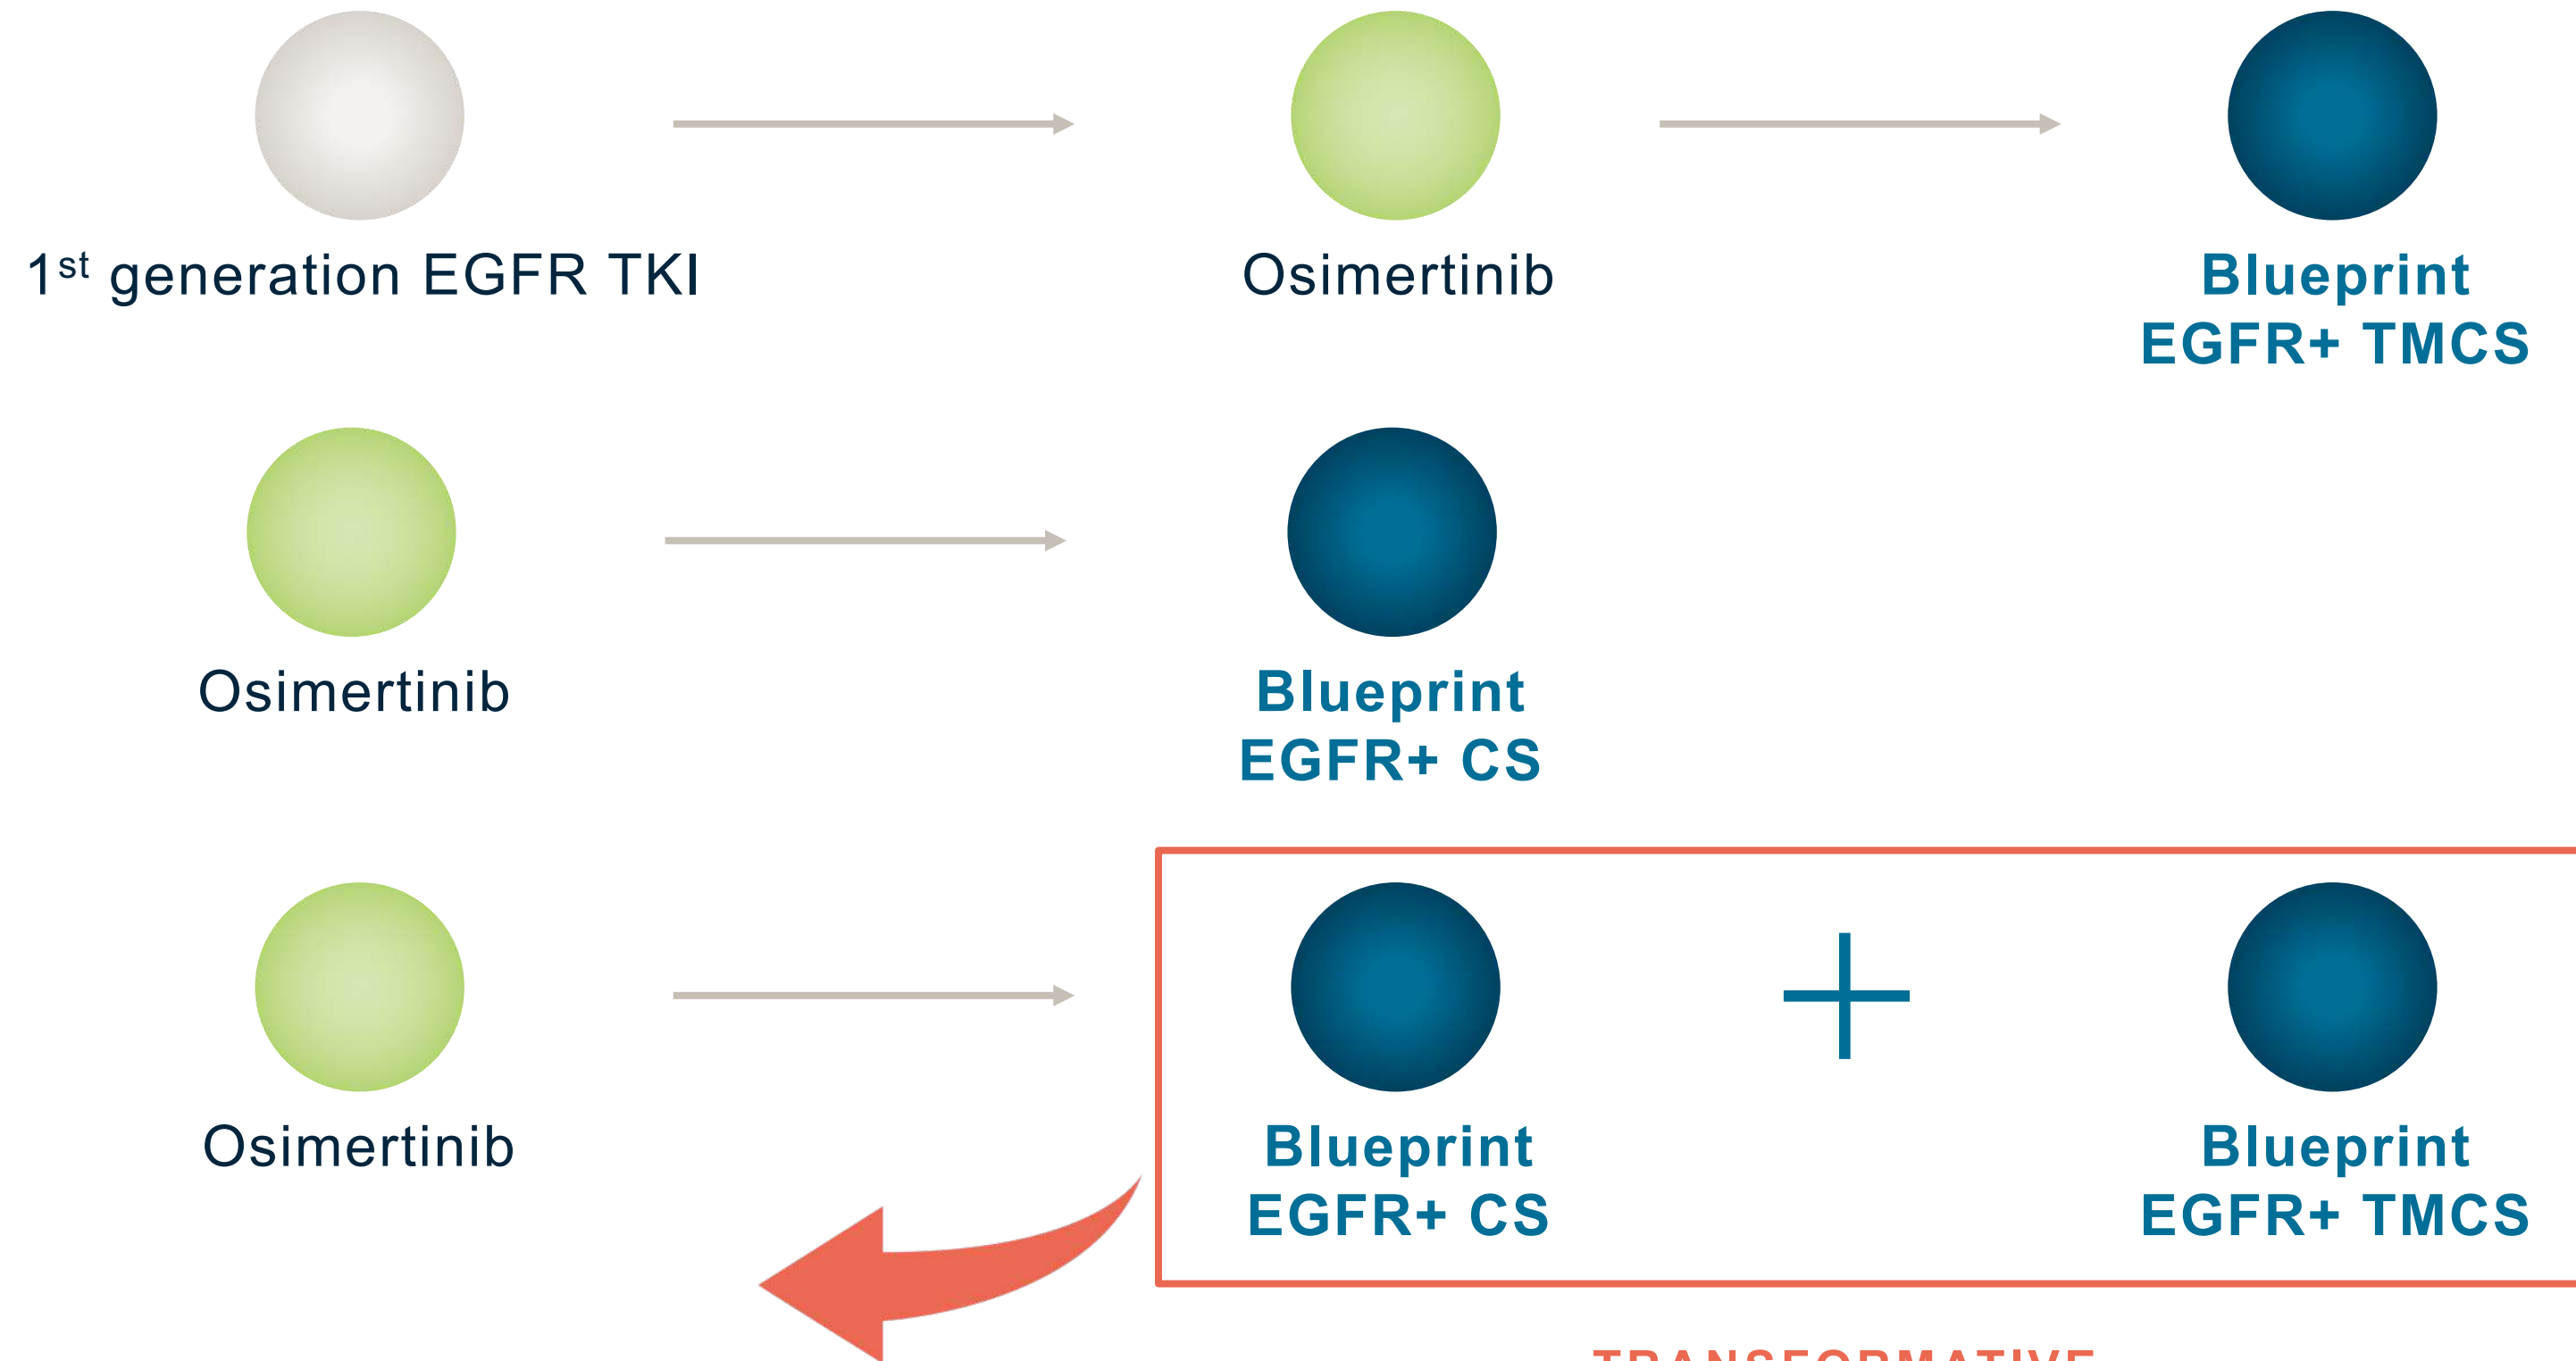 1st generation EGFR TKI
Osimertinib
Blueprint
EGFR+ TMCS
Osimertinib
Blueprint
EGFR+ CS
Osimertinib
Blueprint
EGFR+ CS
Blueprint
EGFR+ TMCS
TRANSFORMATIVE